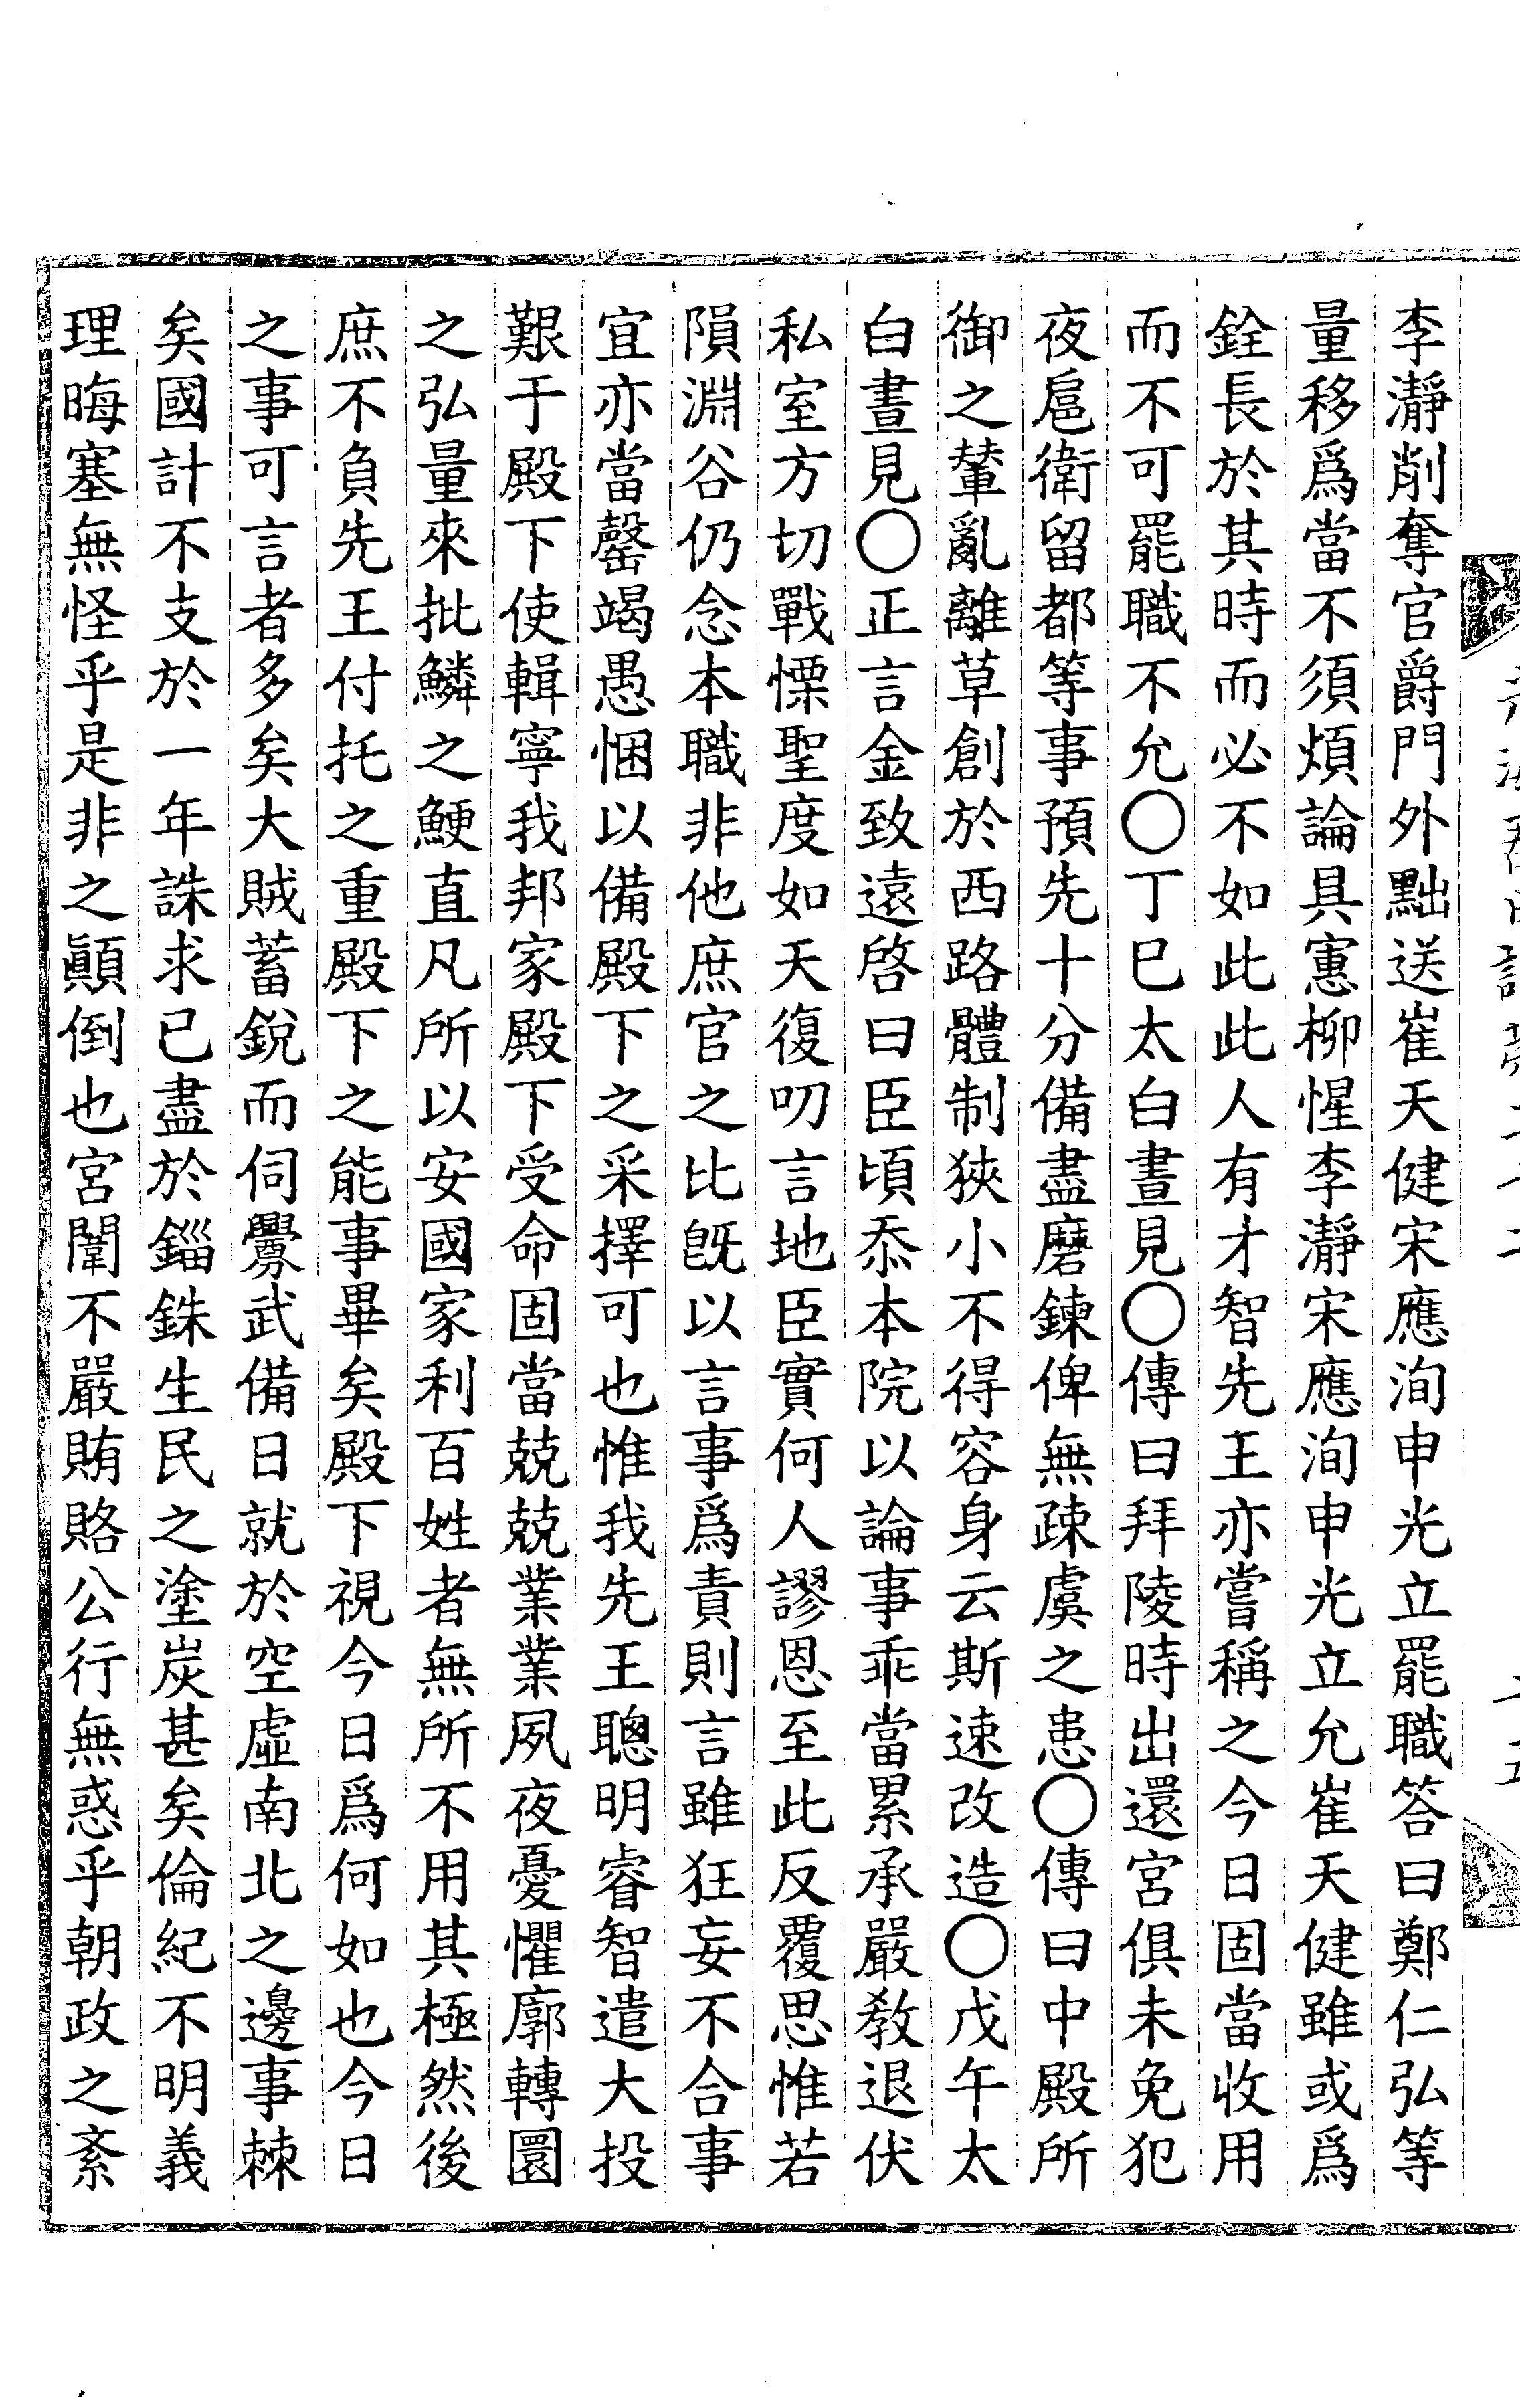 李瀞削奪官爵門外黜送崔天健宋應洵申光立罷職答曰鄭仁弘等
量移爲當不須煩論具寭柳惺李瀞宋應洵申光立允崔天健雖或爲
銓長於其時而必不如此此人有才智先王亦嘗稱之今日固當收用
而不可罷職不允○丁巳太白晝見○傳曰拜陵時出還宮俱未免犯
夜扈衛留都等事預先十分備盡磨鍊俾無疎虞之患○傳曰中殿所
御之輦亂離草創於西路體制狹小不得容身云斯速改造○戊午太
白晝見○正言金致遠啓曰臣頃忝本院以論事乖當累承嚴敎退伏
私室方切戰慄聖度如天復叨言地臣實何人謬恩至此反覆思惟若
隕淵谷仍念本職非他庶官之比旣以言事爲責則言雖狂妄不合事
宜亦當罄竭愚悃以備殿下之采擇可也惟我先王聰明睿智遺大投
艱于殿下使輯寧我邦家殿下受命固當兢兢業業夙夜憂懼廓轉圜
之弘量來批鱗之鯁直凡所以安國家利百姓者無所不用其極然後
庶不負先王付托之重殿下之能事畢矣殿下視今日爲何如也今日
之事可言者多矣大賊蓄銳而伺釁武備日就於空虛南北之邊事棘
矣國計不支於一年誅求已盡於錙銖生民之塗炭甚矣倫紀不明義
理晦塞無怪乎是非之顚倒也宮闈不嚴賄賂公行無惑乎朝政之紊